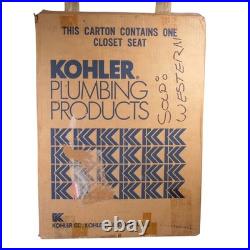 THIS CARTON CONTAINS ONE
CLOSET SEAT
KOHLER®
PLUMBING
PRODUCTS
SOLD:
WESTERN
KOHLER CO., KOHLER